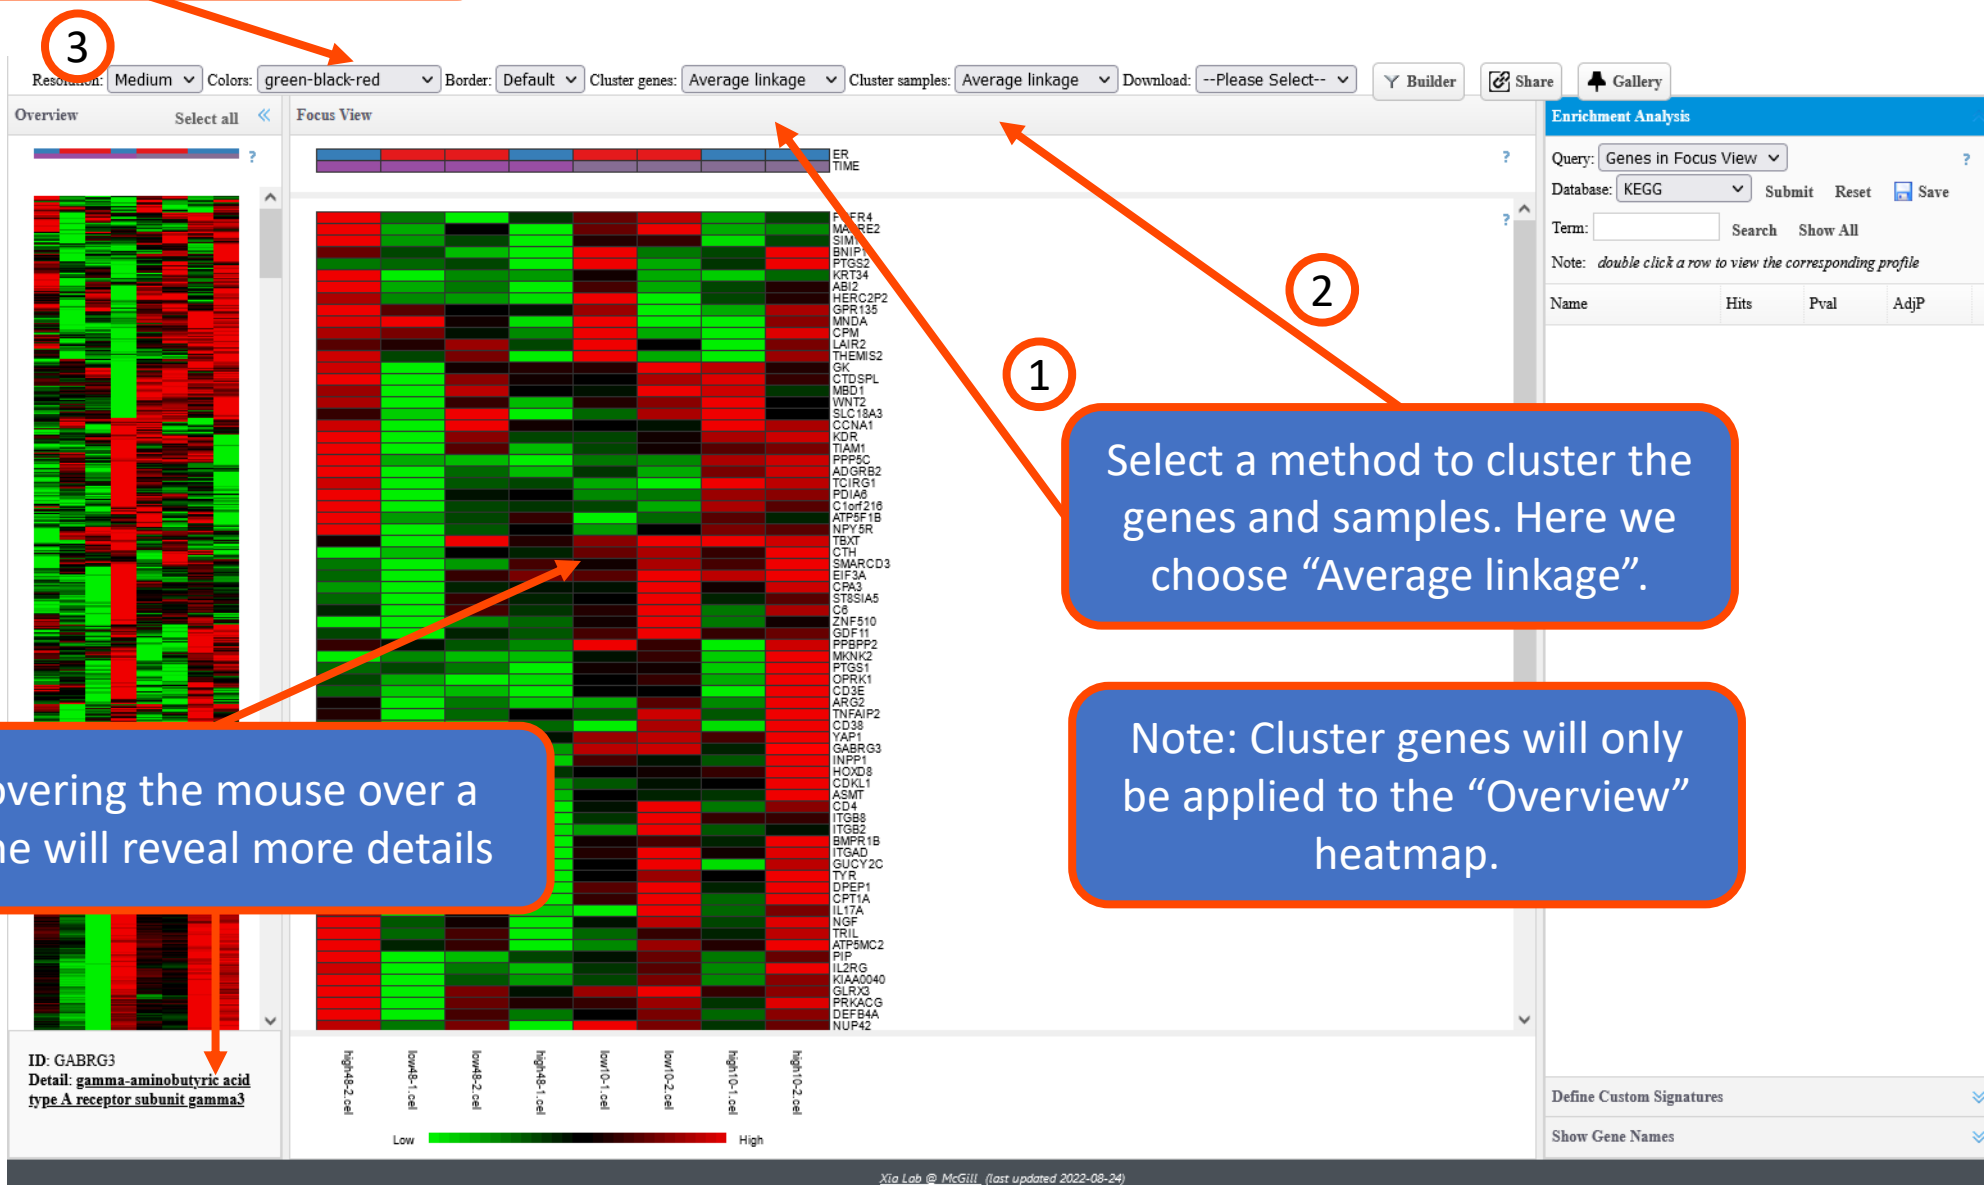 3
Resolution: Medium Colors: green-black-red Border: Default Cluster genes: Average linkage Cluster samples: Average linkage Download: --Please Select-- Builder Share Gallery
Overview Select all
Focus View
Enrichment Analysis
?
ER
TIME
?
Query: Genes in Focus View ?
Database: KEGG Submit Reset Save
Term: Search Show All
Note: double click a row to view the corresponding profile
Name Hits Pval AdjP
?
MNDA
CPM
LAIR2
THEMIS2
GK
CTDSPL
MBD1
WNT2
SLC18A3
CCNA1
KDR
TIAM1
PPP5C
ADGRB2
TCIRG1
PDIA6
C1orf216
ATP5F1B
NPY5R
TBXT
CTH
SMARCD3
EIF3A
CPA3
ST8SIA5
C6
ZNF510
GDF11
PPBPP2
MKNK2
PTGS1
OPRK1
CD3E
ARG2
TNFAIP2
CD38
YAP1
GABRG3
INPP1
HOXD8
CDKL1
ASMT
CD4
ITGB8
ITGB2
BMPR1B
ITGAD
GUCY2C
TYR
DPEP1
CPT1A
IL17A
NGF
TRIL
ATP5MC2
PIP
IL2RG
KIAA0040
GLRX3
PRKACG
DEFB4A
NUP42
BNIP1
PTGS2
KRT34
ABI2
HERC2P2
GPR135
2
1
Select a method to cluster the
genes and samples. Here we
choose “Average linkage”.
Note: Cluster genes will only
be applied to the “Overview”
heatmap.
overing the mouse over a
ne will reveal more details
ID: GABRG3
Detail: gamma-aminobutyric acid
type A receptor subunit gamma3
high48-2.cel
low48-1.cel
low48-2.cel
high48-1.cel
low10-1.cel
low10-2.cel
high10-1.cel
high10-2.cel
Low High
Define Custom Signatures
Show Gene Names
Xia Lab @ McGill (last updated 2022-08-24)